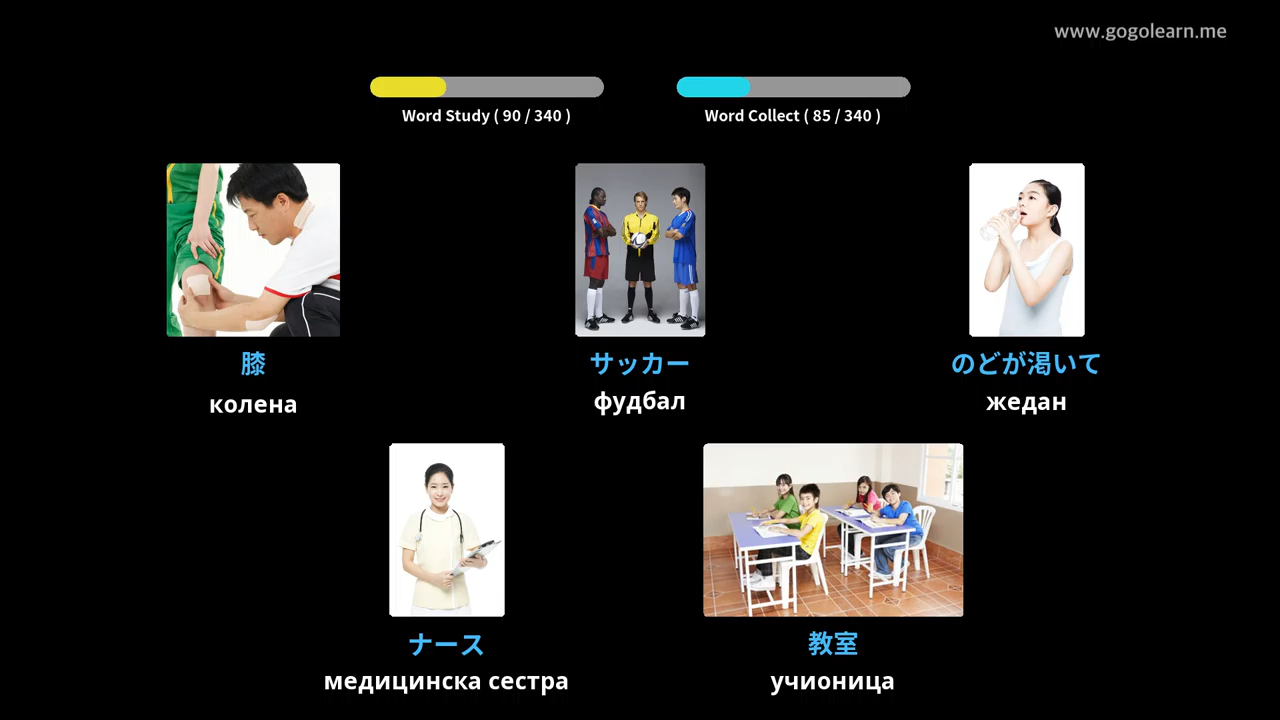 www.gogolearn.me
Word Study ( 90 / 340 )
Word Collect ( 85 / 340 )
膝
колена
サッカー
фудбал
のどが渇いて
жедан
ナース
медицинска сестра
教室
учионица